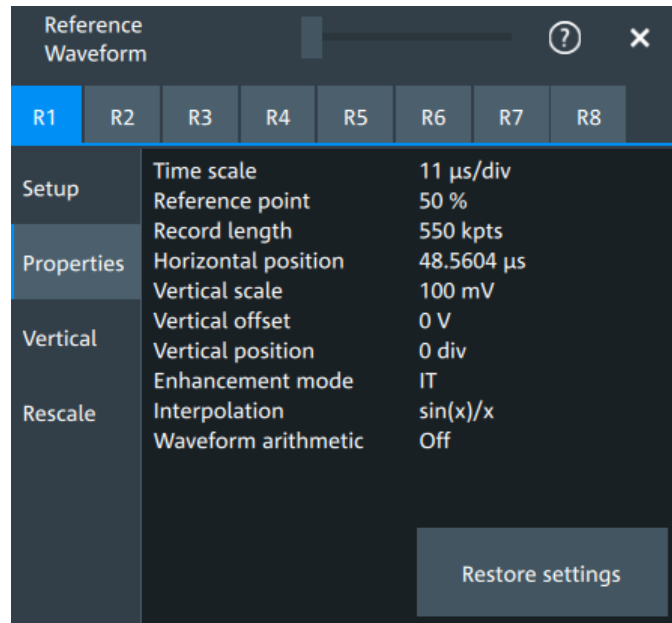 Reference
Waveform
?
R1 R2 R3 R4 R5 R6 R7 R8
Setup
Properties
Vertical
Rescale
Time scale 11 µs/div
Reference point 50 %
Record length 550 kpts
Horizontal position 48.5604 µs
Vertical scale 100 mV
Vertical offset 0 V
Vertical position 0 div
Enhancement mode IT
Interpolation sin(x)/x
Waveform arithmetic Off
Restore settings